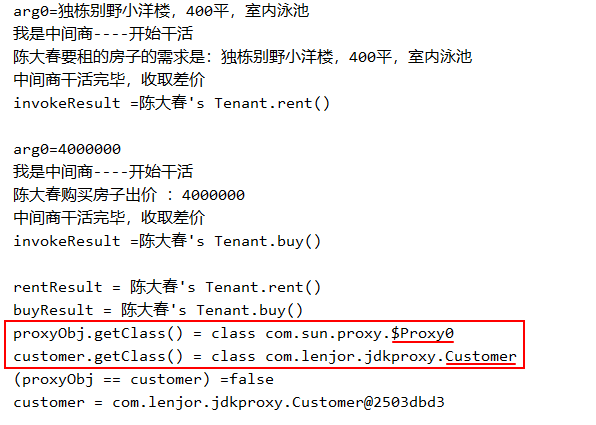 arg0=独栋别野小洋楼，400平，室内泳池
我是中间商----开始干活
陈大春要租的房子的需求是：独栋别野小洋楼，400平，室内泳池
中间商干活完毕，收取差价
invokeResult =陈大春's Tenant.rent()
arg0=4000000
我是中间商----开始干活
陈大春购买房子出价 ：4000000
中间商干活完毕，收取差价
invokeResult =陈大春's Tenant.buy()
rentResult = 陈大春's Tenant.rent()
buyResult = 陈大春's Tenant.buy()
proxyObj.getClass() = class com.sun.proxy.$Proxy0
customer.getClass() = class com.lenjor.jdkproxy.Customer
(proxyObj == customer) =false
customer = com.lenjor.jdkproxy.Customer@2503dbd3